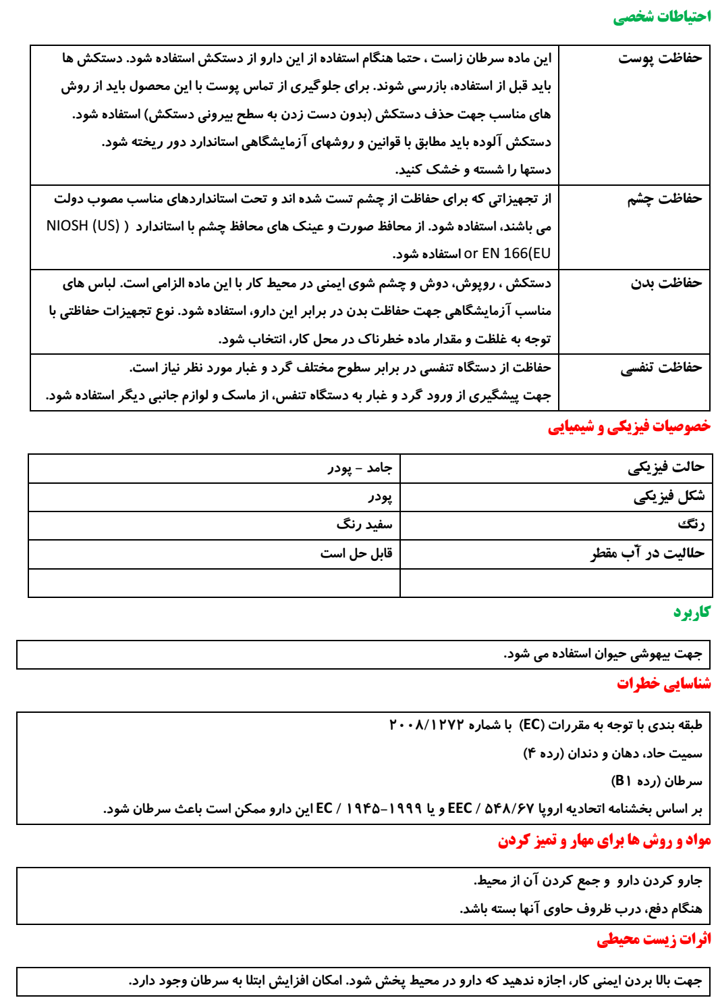 احتیاطات شخصی
حفاظت پوست
این ماده سرطان زاست ، حتما هنگام استفاده از این دارو از دستکش استفاده شود. دستکش ها
باید قبل از استفاده، بازرسی شوند. برای جلوگیری از تماس پوست با این محصول باید از روش
های مناسب جهت حذف دستکش (بدون دست زدن به سطح بیرونی دستکش) استفاده شود.
دستکش آلوده باید مطابق با قوانین و روشهای آزمایشگاهی استاندارد دور ریخته شود.
دستها را شسته و خشک کنید.
حفاظت چشم
از تجهیزاتی که برای حفاظت از چشم تست شده اند و تحت استانداردهای مناسب مصوب دولت
می باشند، استفاده شود. از محافظ صورت و عینک های محافظ چشم با استاندارد ( NIOSH (US)
or EN 166(EU استفاده شود.
حفاظت بدن
دستکش ، روپوش، دوش و چشم شوی ایمنی در محیط کار با این ماده الزامی است. لباس های
مناسب آزمایشگاهی جهت حفاظت بدن در برابر این دارو، استفاده شود. نوع تجهیزات حفاظتی با
توجه به غلظت و مقدار ماده خطرناک در محل کار، انتخاب شود.
حفاظت تنفسی
حفاظت از دستگاه تنفسی در برابر سطوح مختلف گرد و غبار مورد نظر نیاز است.
جهت پیشگیری از ورود گرد و غبار به دستگاه تنفس، از ماسک و لوازم جانبی دیگر استفاده شود.
خصوصیات فیزیکی و شیمیایی
حالت فیزیکی
جامد – پودر
شکل فیزیکی
پودر
رنگ
سفید رنگ
حلالیت در آب مقطر
قابل حل است
کاربرد
جهت بیهوشی حیوان استفاده می شود.
شناسایی خطرات
طبقه بندی با توجه به مقررات (EC) با شماره ۲۰۰۸/۱۲۷۲
سمیت حاد، دهان و دندان (رده ۴)
سرطان (رده B۱)
بر اساس بخشنامه اتحادیه اروپا ۵۴۸/۶۷ / EEC و یا ۱۹۹۹-۱۹۴۵ / EC این دارو ممکن است باعث سرطان شود.
مواد و روش ها برای مهار و تمیز کردن
جارو کردن دارو و جمع کردن آن از محیط.
هنگام دفع، درب ظروف حاوی آنها بسته باشد.
اثرات زیست محیطی
جهت بالا بردن ایمنی کار، اجازه ندهید که دارو در محیط پخش شود. امکان افزایش ابتلا به سرطان وجود دارد.